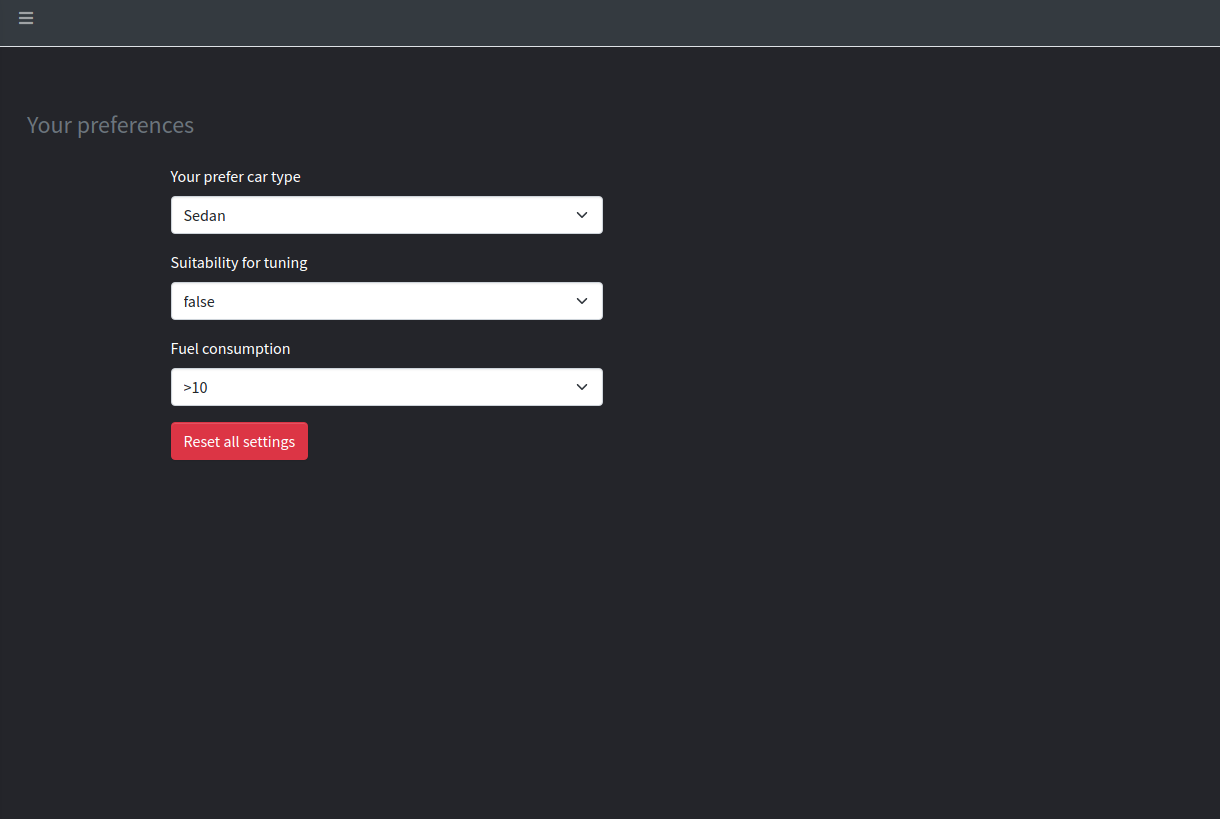 Your preferences
Your prefer car type
Sedan
Suitability for tuning
false
Fuel consumption
>10
Reset all settings